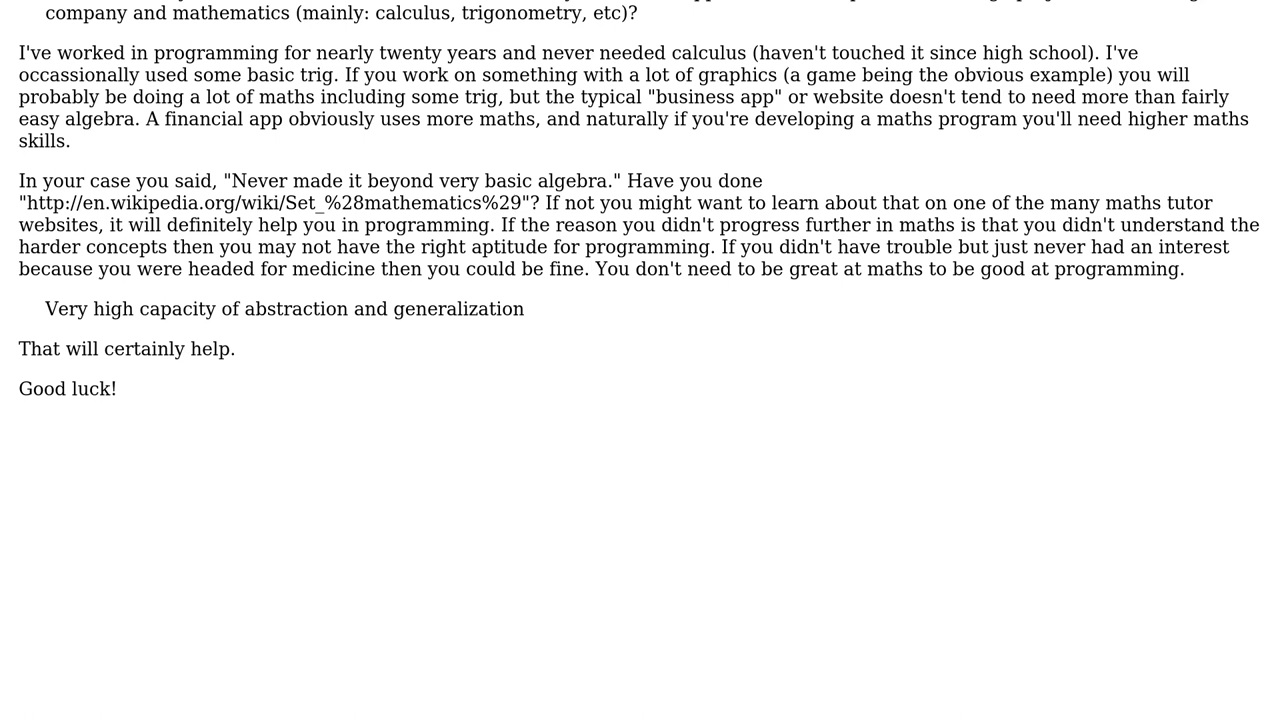 company and mathematics (mainly: calculus, trigonometry, etc)?
I've worked in programming for nearly twenty years and never needed calculus (haven't touched it since high school). I've
occassionally used some basic trig. If you work on something with a lot of graphics (a game being the obvious example) you will
probably be doing a lot of maths including some trig, but the typical "business app" or website doesn't tend to need more than fairly
easy algebra. A financial app obviously uses more maths, and naturally if you're developing a maths program you'll need higher maths
skills.
In your case you said, "Never made it beyond very basic algebra." Have you done
"http://en.wikipedia.org/wiki/Set_%28mathematics%29"? If not you might want to learn about that on one of the many maths tutor
websites, it will definitely help you in programming. If the reason you didn't progress further in maths is that you didn't understand the
harder concepts then you may not have the right aptitude for programming. If you didn't have trouble but just never had an interest
because you were headed for medicine then you could be fine. You don't need to be great at maths to be good at programming.
Very high capacity of abstraction and generalization
That will certainly help.
Good luck!